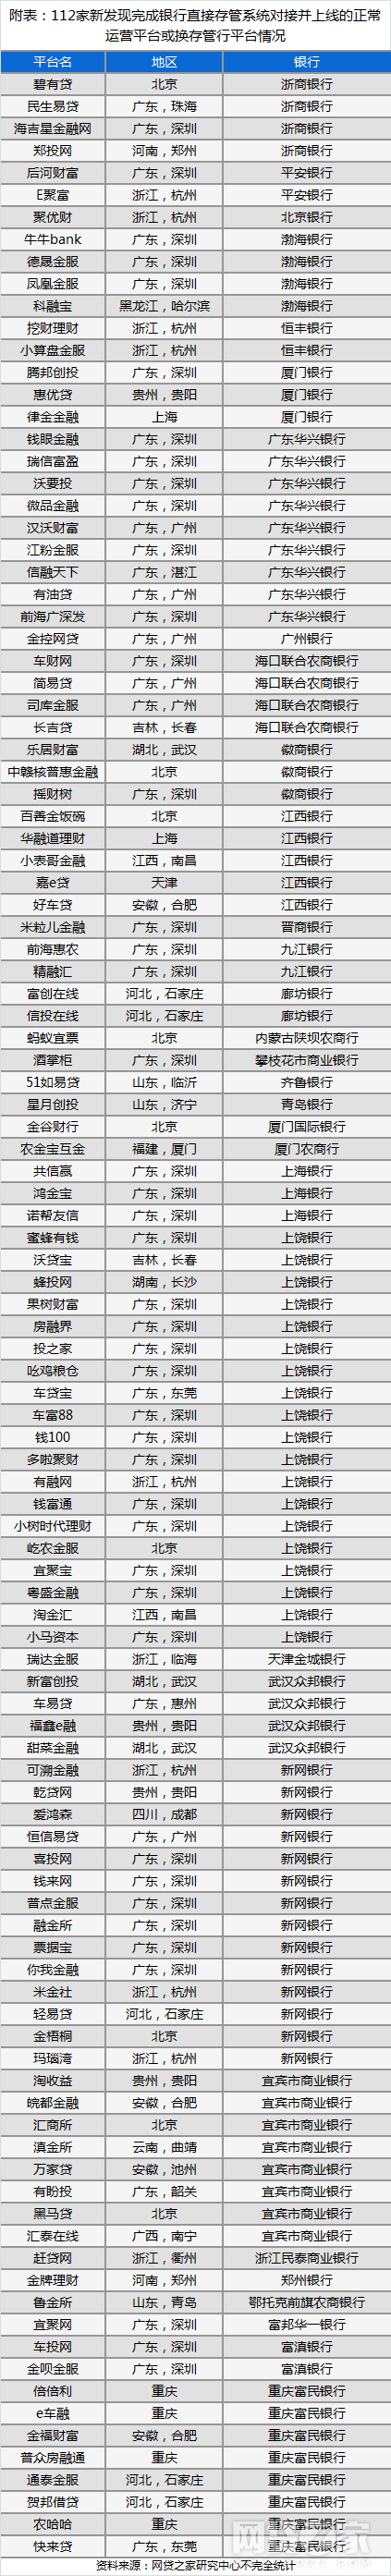 附表：112家新发现完成银行直接存管系统对接并上线的正常
运营平台或换存管行平台情况
平台名 地区 银行
碧有贷 北京 浙商银行
民生易贷 广东，珠海 浙商银行
海吉星金融网 广东，深圳 浙商银行
郑投网 河南，郑州 浙商银行
后河财富 广东，深圳 平安银行
E聚富 浙江，杭州 平安银行
聚优财 浙江，杭州 北京银行
牛牛bank 广东，深圳 渤海银行
德晟金服 广东，深圳 渤海银行
凤凰金服 广东，深圳 渤海银行
科融宝 黑龙江，哈尔滨 渤海银行
挖财理财 浙江，杭州 恒丰银行
小算盘金服 浙江，杭州 恒丰银行
腾邦创投 广东，深圳 厦门银行
惠优贷 贵州，贵阳 厦门银行
律金金融 上海 厦门银行
钱眼金融 广东，深圳 广东华兴银行
瑞信富盈 广东，深圳 广东华兴银行
沃要投 广东，深圳 广东华兴银行
微品金融 广东，深圳 广东华兴银行
汉沃财富 广东，广州 广东华兴银行
江粉金服 广东，深圳 广东华兴银行
信融天下 广东，湛江 广东华兴银行
有油贷 广东，广州 广东华兴银行
前海广深发 广东，深圳 广东华兴银行
金控网贷 广东，广州 广州银行
车财网 广东，深圳 海口联合农商银行
简易贷 广东，广州 海口联合农商银行
司库金服 广东，广州 海口联合农商银行
长吉贷 吉林，长春 海口联合农商银行
乐居财富 湖北，武汉 徽商银行
中赣核普惠金融 北京 徽商银行
摇财树 广东，深圳 徽商银行
百善金饭碗 北京 江西银行
华融道理财 上海 江西银行
小表哥金融 江西，南昌 江西银行
嘉e贷 天津 江西银行
好车贷 安徽，合肥 江西银行
米粒儿金融 广东，深圳 晋商银行
前海惠农 广东，深圳 九江银行
精融汇 广东，深圳 九江银行
富创在线 河北，石家庄 廊坊银行
信投在线 河北，石家庄 廊坊银行
蚂蚁宜票 北京 内蒙古陕坝农商行
酒掌柜 广东，深圳 攀枝花市商业银行
51如易贷 山东，临沂 齐鲁银行
星月创投 山东，济宁 青岛银行
金谷财行 北京 厦门国际银行
农金宝互金 福建，厦门 厦门农商行
共信赢 广东，深圳 上海银行
鸿金宝 广东，深圳 上海银行
诺帮友信 广东，深圳 上海银行
蜜蜂有钱 广东，深圳 上饶银行
沃贷宝 吉林，长春 上饶银行
蜂投网 湖南，长沙 上饶银行
果树财富 广东，深圳 上饶银行
房融界 广东，深圳 上饶银行
投之家 广东，深圳 上饶银行
吃鸡粮仓 广东，深圳 上饶银行
车贷宝 广东，东莞 上饶银行
车富88 广东，深圳 上饶银行
钱100 广东，深圳 上饶银行
多啦聚财 广东，深圳 上饶银行
有融网 浙江，杭州 上饶银行
钱富通 广东，深圳 上饶银行
小树时代理财 广东，深圳 上饶银行
屹农金服 北京 上饶银行
宜聚宝 广东，深圳 上饶银行
粤盛金融 广东，深圳 上饶银行
淘金汇 江西，南昌 上饶银行
小马资本 广东，深圳 上饶银行
瑞达金服 浙江，临海 天津金城银行
新富创投 湖北，武汉 武汉众邦银行
车易贷 广东，惠州 武汉众邦银行
福鑫e融 贵州，贵阳 武汉众邦银行
甜菜金融 湖北，武汉 武汉众邦银行
可溯金融 浙江，杭州 新网银行
乾贷网 贵州，贵阳 新网银行
爱鸿森 四川，成都 新网银行
恒信易贷 广东，广州 新网银行
喜投网 广东，深圳 新网银行
钱来网 广东，深圳 新网银行
普点金服 广东，深圳 新网银行
融金所 广东，深圳 新网银行
票据宝 广东，深圳 新网银行
你我金融 广东，深圳 新网银行
米金社 浙江，杭州 新网银行
轻易贷 河北，石家庄 新网银行
金梧桐 北京 新网银行
玛瑙湾 浙江，杭州 新网银行
淘收益 贵州，贵阳 宜宾市商业银行
皖都金融 安徽，合肥 宜宾市商业银行
汇商所 北京 宜宾市商业银行
滇金所 云南，曲靖 宜宾市商业银行
万家贷 安徽，池州 宜宾市商业银行
有盼投 广东，韶关 宜宾市商业银行
黑马贷 北京 宜宾市商业银行
汇泰在线 广西，南宁 宜宾市商业银行
赶贷网 浙江，衢州 浙江民泰商业银行
金牌理财 河南，郑州 郑州银行
鲁金所 山东，青岛 鄂托克前旗农商银行
宜聚网 广东，深圳 富邦华一银行
车投网 广东，深圳 富滇银行
金呗金服 广东，深圳 富滇银行
倍倍利 重庆 重庆富民银行
e车融 重庆 重庆富民银行
金福财富 安徽，合肥 重庆富民银行
普众房融通 重庆 重庆富民银行
通泰金服 河北，石家庄 重庆富民银行
贺邦借贷 河北，石家庄 重庆富民银行
农哈哈 重庆 重庆富民银行
快来贷 广东，东莞 重庆富民银行
资料来源：网贷之家研究中心不完全统计